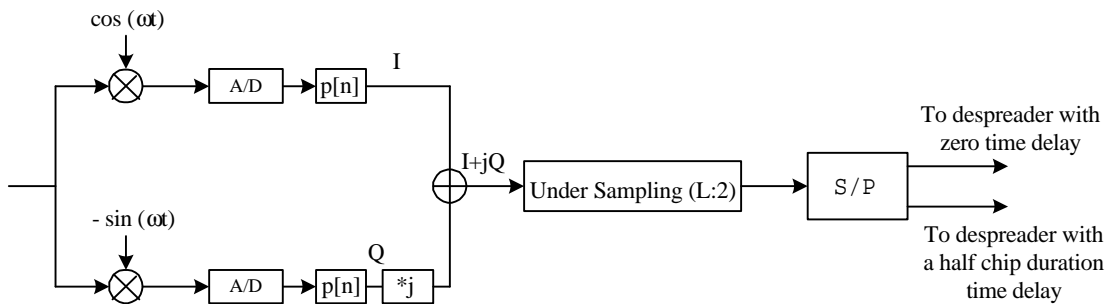 cos (ωt)
A/D
p[n]
I
I+jQ
Under Sampling (L:2)
S/P
To despreader with
zero time delay
To despreader with
a half chip duration
time delay
- sin (ωt)
A/D
p[n]
Q
*j